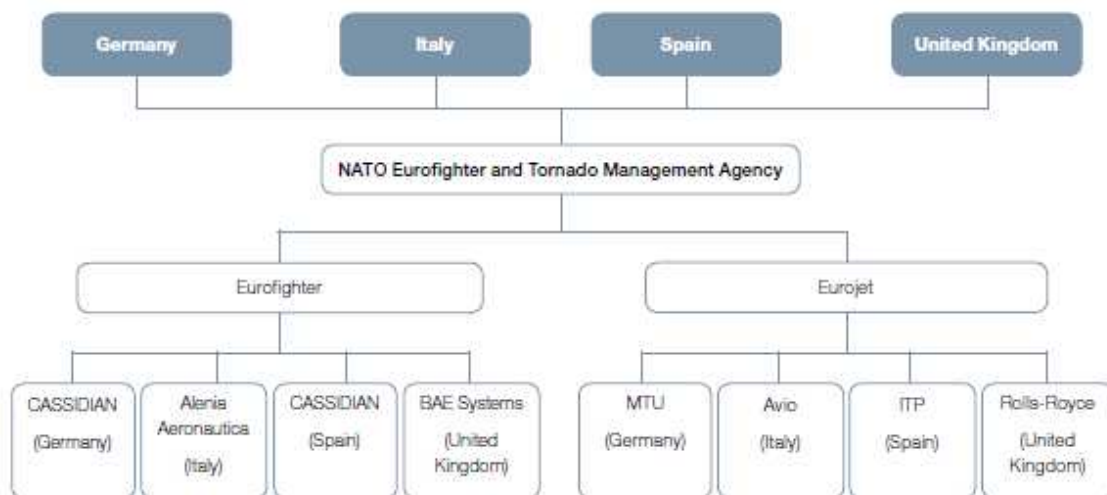 Germany
Italy
Spain
United Kingdom
NATO Eurofighter and Tornado Management Agency
Eurofighter
Eurojet
CASSIDIAN
(Germany)
Alenia
Aeronautica
(Italy)
CASSIDIAN
(Spain)
BAE Systems
(United
Kingdom)
MTU
(Germany)
Avio
(Italy)
ITP
(Spain)
Rolls-Royce
(United
Kingdom)